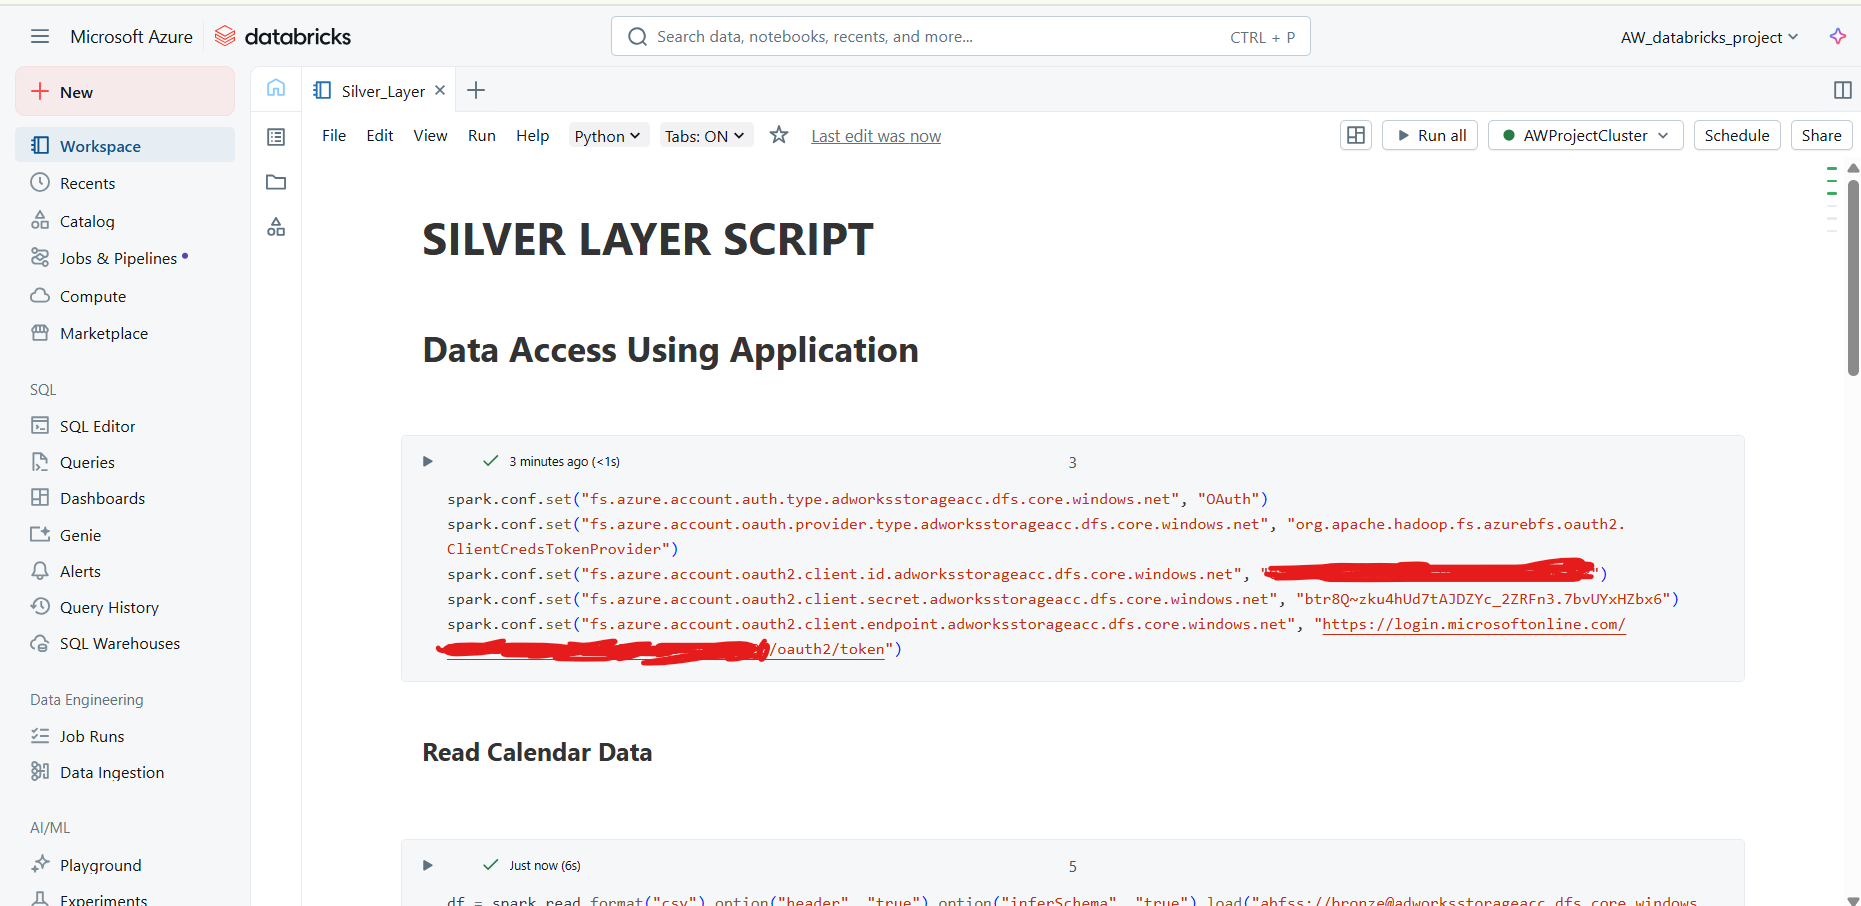 Microsoft Azure databricks
Search data, notebooks, recents, and more... CTRL + P
AW_databricks_project
New
Workspace
Recents
Catalog
Jobs & Pipelines
Compute
Marketplace
SQL
SQL Editor
Queries
Dashboards
Genie
Alerts
Query History
SQL Warehouses
Data Engineering
Job Runs
Data Ingestion
AI/ML
Playground
Experiments
Silver_Layer
File Edit View Run Help Python Tabs: ON Last edit was now
Run all AWProjectCluster Schedule Share
SILVER LAYER SCRIPT
Data Access Using Application
3 minutes ago (<1s) 3
spark.conf.set("fs.azure.account.auth.type.adworksstorageacc.dfs.core.windows.net", "OAuth")
spark.conf.set("fs.azure.account.oauth.provider.type.adworksstorageacc.dfs.core.windows.net", "org.apache.hadoop.fs.azurebfs.oauth2.
ClientCredsTokenProvider")
spark.conf.set("fs.azure.account.oauth2.client.id.adworksstorageacc.dfs.core.windows.net", "")
spark.conf.set("fs.azure.account.oauth2.client.secret.adworksstorageacc.dfs.core.windows.net", "btr8Q~zku4hUd7tAJDZYc_2ZRFn3.7bvUYxHZbx6")
spark.conf.set("fs.azure.account.oauth2.client.endpoint.adworksstorageacc.dfs.core.windows.net", "https://login.microsoftonline.com/
/oauth2/token")
Read Calendar Data
Just now (6s) 5
df = spark.read.format("csv").option("header", "true").option("inferSchema", "true").load("abfss://bronze@adworksstorageacc.dfs.core.windows.